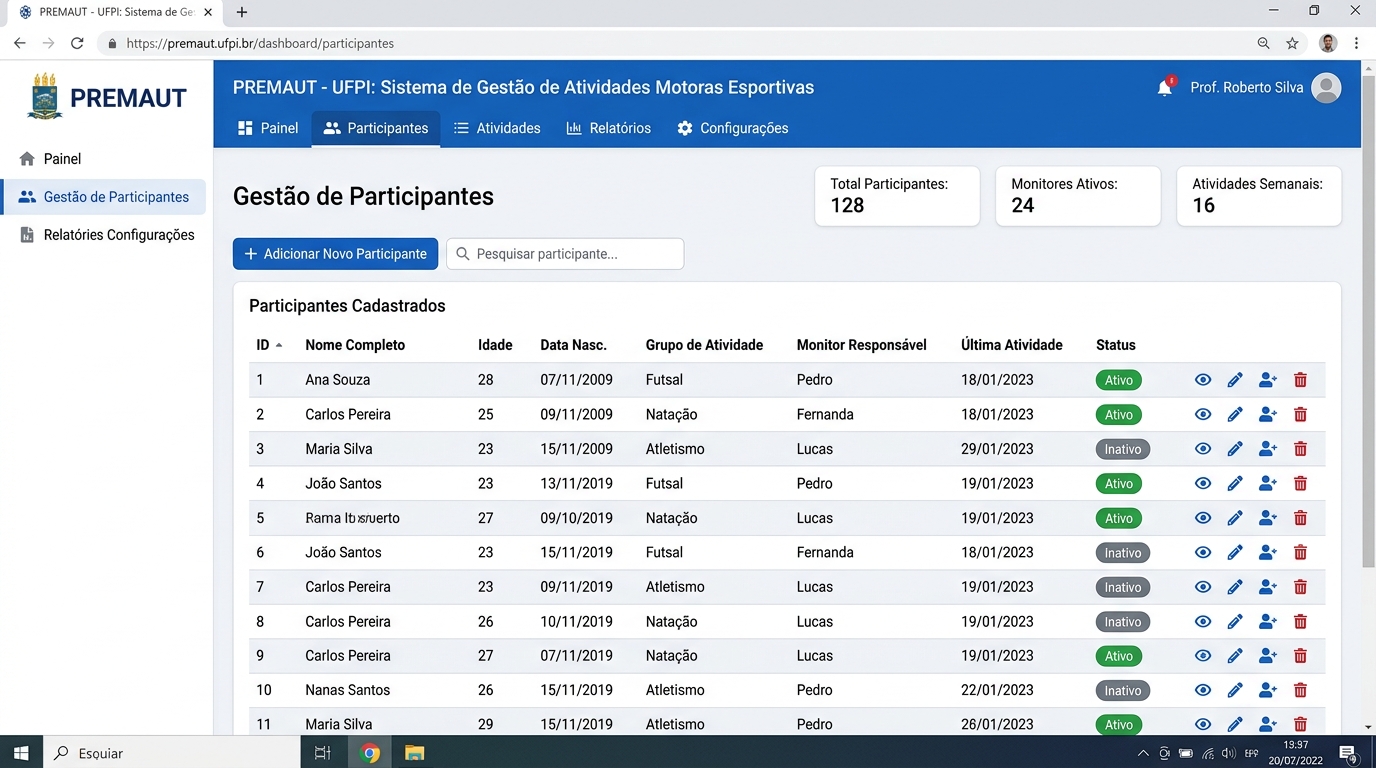 PREMAUT - UFPI: Sistema de Ge
https://premaut.ufpi.br/dashboard/participantes
PREMAUT
PREMAUT - UFPI: Sistema de Gestão de Atividades Motoras Esportivas
Prof. Roberto Silva
Painel
Participantes
Atividades
Relatórios
Configurações
Painel
Gestão de Participantes
Relatóries Configurações
Gestão de Participantes
Total Participantes:
128
Monitores Ativos:
24
Atividades Semanais:
16
+ Adicionar Novo Participante
Pesquisar participante...
Participantes Cadastrados
ID Nome Completo Idade Data Nasc. Grupo de Atividade Monitor Responsável Última Atividade Status
1 Ana Souza 28 07/11/2009 Futsal Pedro 18/01/2023 Ativo
2 Carlos Pereira 25 09/11/2009 Natação Fernanda 18/01/2023 Ativo
3 Maria Silva 23 15/11/2009 Atletismo Lucas 29/01/2023 Inativo
4 João Santos 23 13/11/2019 Futsal Pedro 19/01/2023 Ativo
5 27 09/10/2019 Natação Lucas 19/01/2023 Ativo
6 João Santos 23 15/11/2019 Futsal Fernanda 18/01/2023 Inativo
7 Carlos Pereira 23 09/11/2019 Atletismo Lucas 19/01/2023 Inativo
8 Carlos Pereira 26 10/11/2019 Natação Lucas 19/01/2023 Inativo
9 Carlos Pereira 27 07/11/2019 Natação Lucas 19/01/2023 Ativo
10 Nanas Santos 26 15/11/2019 Atletismo Pedro 22/01/2023 Inativo
11 Maria Silva 29 15/11/2019 Atletismo Pedro 26/01/2023 Ativo
Esquiar
20/07/2022